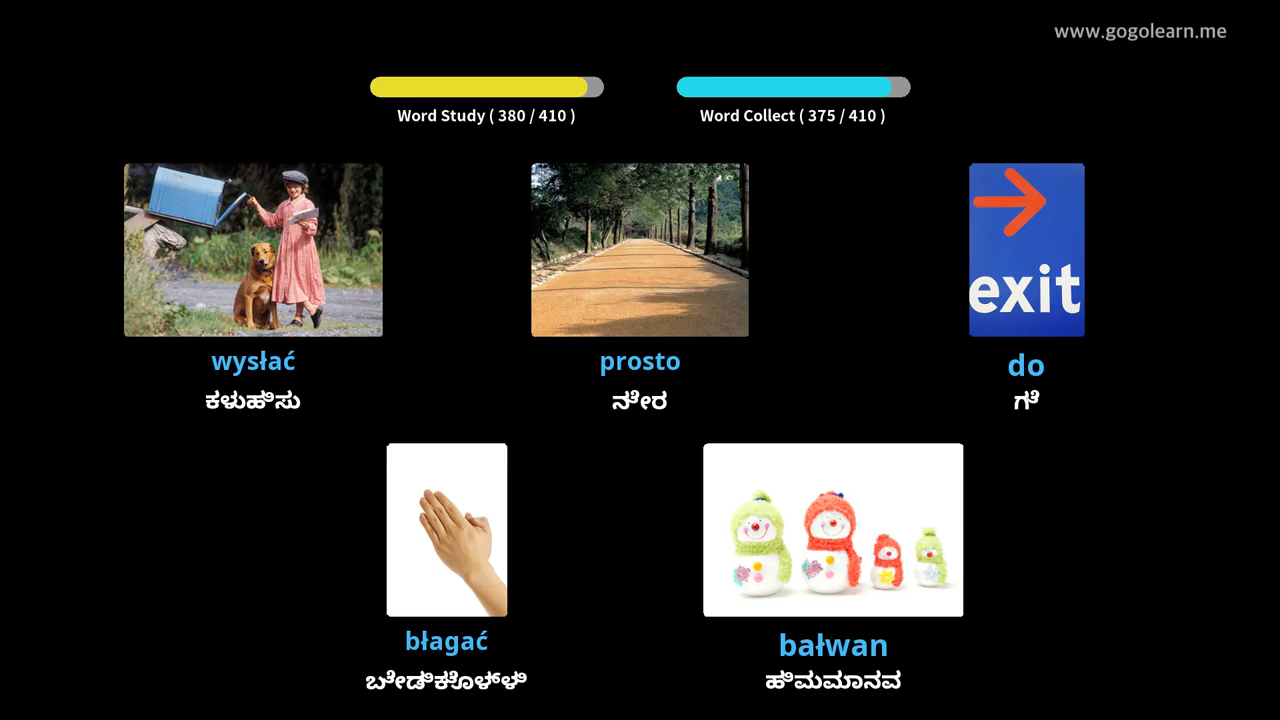 www.gogolearn.me
Word Study ( 380 / 410 )
Word Collect ( 375 / 410 )
exit
wysłać
prosto
do
ಕಳುಹಿಸು
ನೇರ
ಗೆ
błagać
bałwan
ಬೇಡಿಕೊಳ್ಳಿ
ಹಿಮಮಾನವ